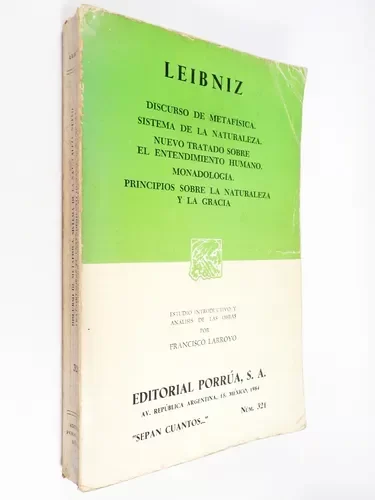 LEIBNIZ
DISCURSO DE METAFÍSICA.
SISTEMA DE LA NATURALEZA.
NUEVO TRATADO SOBRE
EL ENTENDIMIENTO HUMANO.
MONADOLOGIA.
PRINCIPIOS SOBRE LA NATURALEZA
Y LA GRACIA
ESTUDIO INTRODUCTIVO Y
ANALISIS DE LAS OBRAS
POR
FRANCISCO LARROYO
EDITORIAL PORRÚA, S. A.
AV. REPÚBLICA ARGENTINA, 15, MÉXICO, 1984
"SEPAN CUANTOS..." NÚM. 321